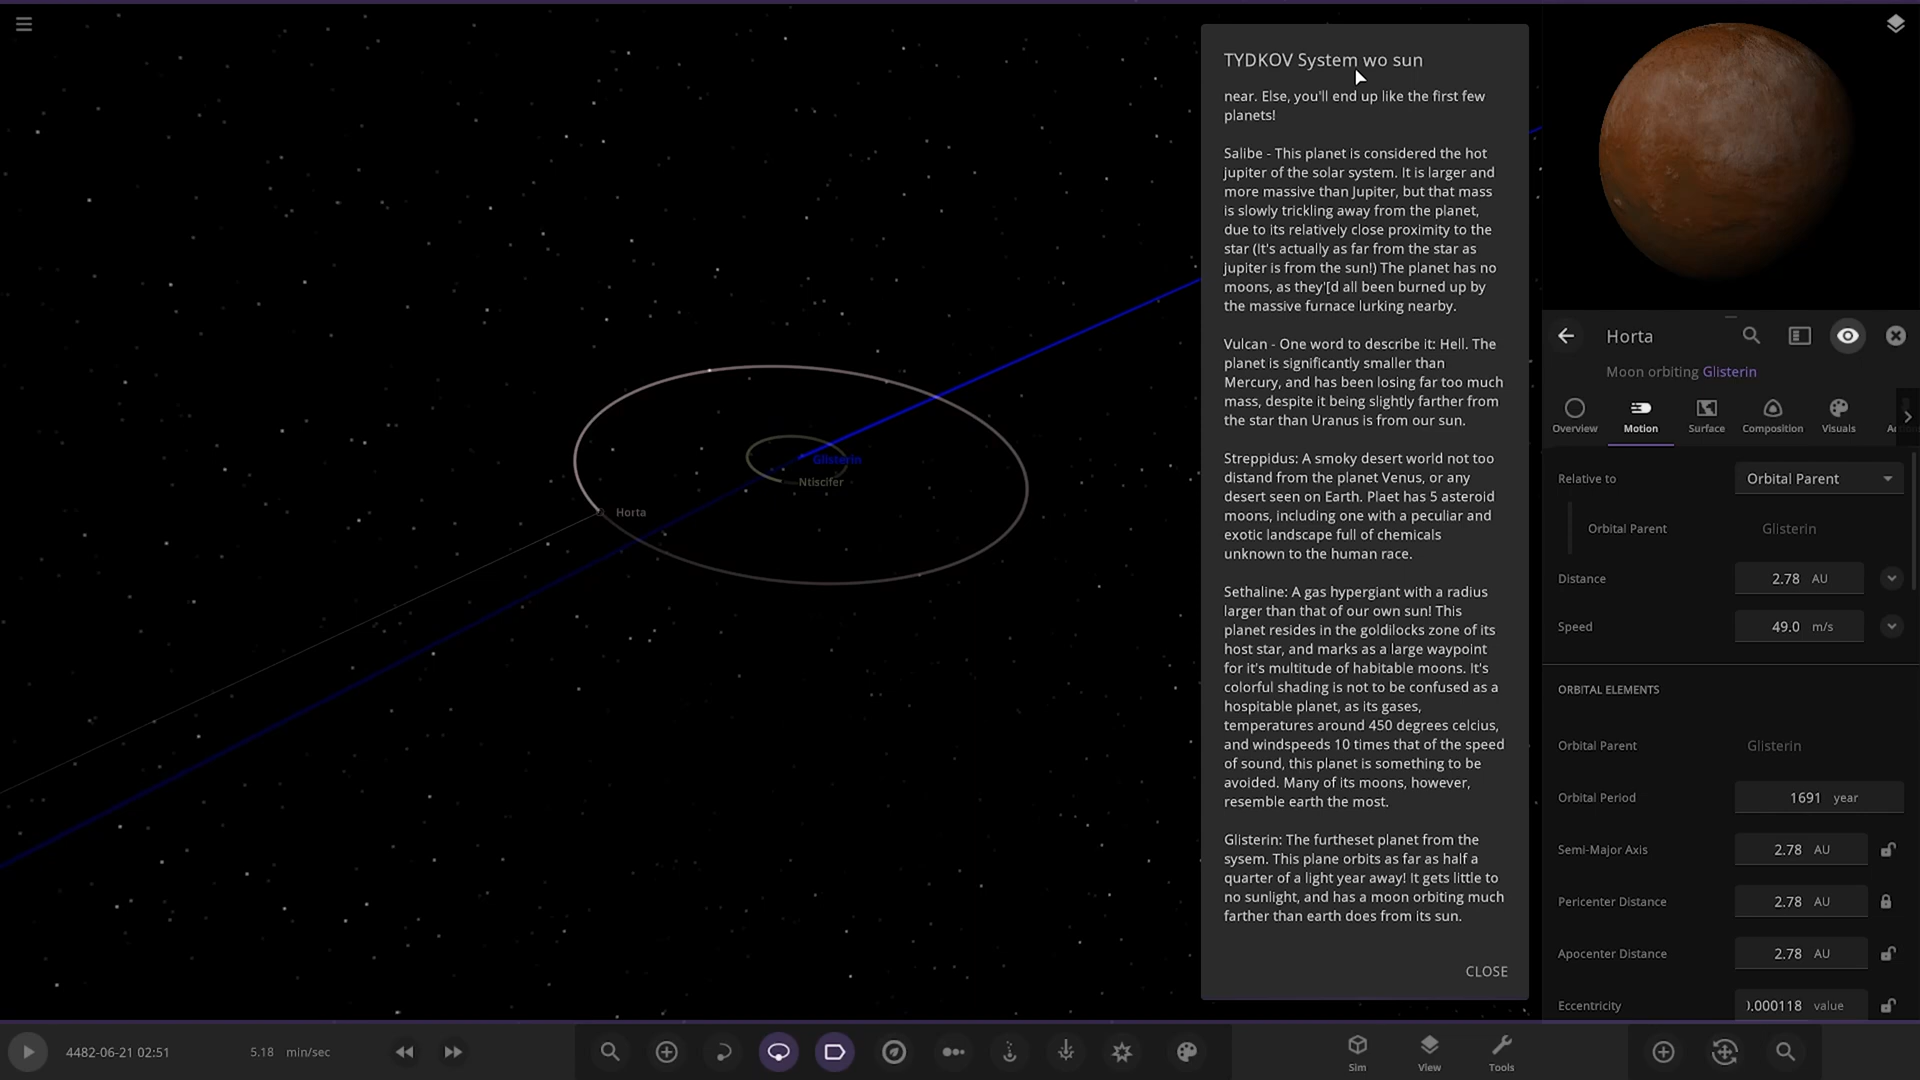 TYDKOV System wo sun
near. Else, you'll end up like the first few
planets!
Salibe - This planet is considered the hot
jupiter of the solar system. It is larger and
more massive than Jupiter, but that mass
is slowly trickling away from the planet,
due to its relatively close proximity to the
star (It's actually as far from the star as
jupiter is from the sun!) The planet has no
moons, as they'[d all been burned up by
the massive furnace lurking nearby.
Vulcan - One word to describe it: Hell. The
planet is significantly smaller than
Mercury, and has been losing far too much
mass, despite it being slightly farther from
the star than Uranus is from our sun.
Streppidus: A smoky desert world not too
distand from the planet Venus, or any
desert seen on Earth. Plaet has 5 asteroid
moons, including one with a peculiar and
exotic landscape full of chemicals
unknown to the human race.
Sethaline: A gas hypergiant with a radius
larger than that of our own sun! This
planet resides in the goldilocks zone of its
host star, and marks as a large waypoint
for it's multitude of habitable moons. It's
colorful shading is not to be confused as a
hospitable planet, as its gases,
temperatures around 450 degrees celcius,
and windspeeds 10 times that of the speed
of sound, this planet is something to be
avoided. Many of its moons, however,
resemble earth the most.
Glisterin: The furtheset planet from the
sysem. This plane orbits as far as half a
quarter of a light year away! It gets little to
no sunlight, and has a moon orbiting much
farther than earth does from its sun.
CLOSE
Glisterin
Ntiscifer
Horta
Horta
Moon orbiting Glisterin
Overview Motion Surface Composition Visuals
Relative to Orbital Parent
Orbital Parent Glisterin
Distance 2.78 AU
Speed 49.0 m/s
ORBITAL ELEMENTS
Orbital Parent Glisterin
Orbital Period 1691 year
Semi-Major Axis 2.78 AU
Pericenter Distance 2.78 AU
Apocenter Distance 2.78 AU
Eccentricity .000118 value
4482-06-21 02:51 5.18 min/sec
Sim View Tools